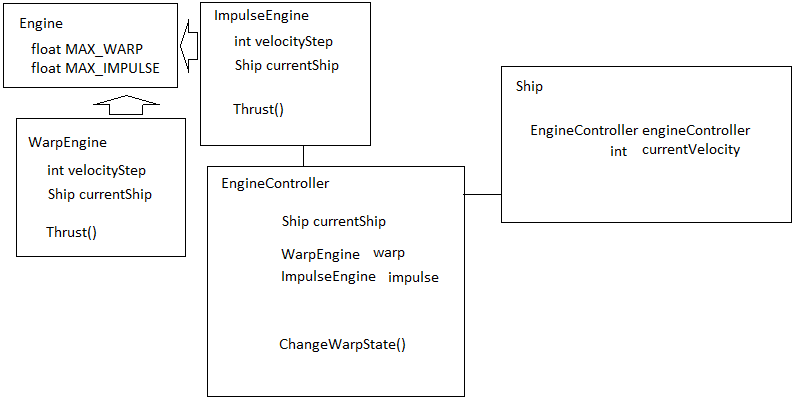 Engine
float MAX_WARP
float MAX_IMPULSE
ImpulseEngine
int velocityStep
Ship currentShip
Thrust()
WarpEngine
int velocityStep
Ship currentShip
Thrust()
EngineController
Ship currentShip
WarpEngine warp
ImpulseEngine impulse
ChangeWarpState()
Ship
EngineController engineController
int currentVelocity